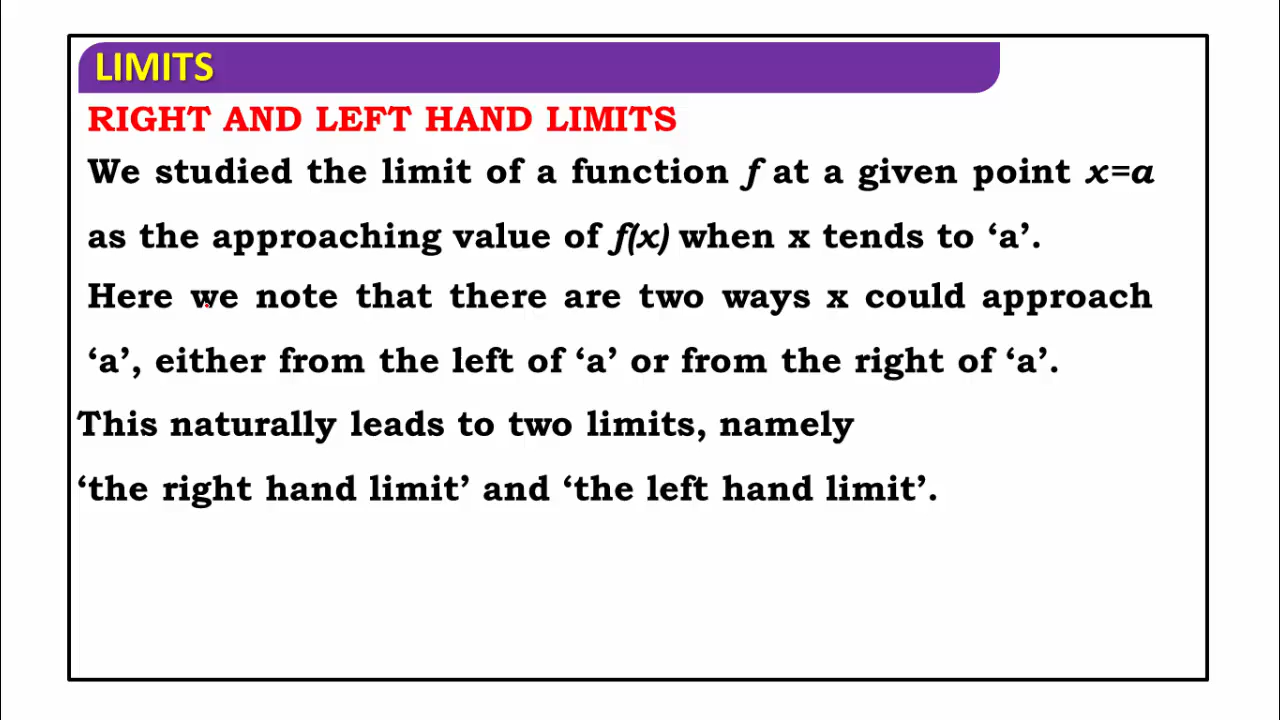 LIMITS
RIGHT AND LEFT HAND LIMITS
We studied the limit of a function f at a given point x=a
as the approaching value of f(x) when x tends to ‘a’.
Here we note that there are two ways x could approach
‘a’, either from the left of ‘a’ or from the right of ‘a’.
This naturally leads to two limits, namely
‘the right hand limit’ and ‘the left hand limit’.